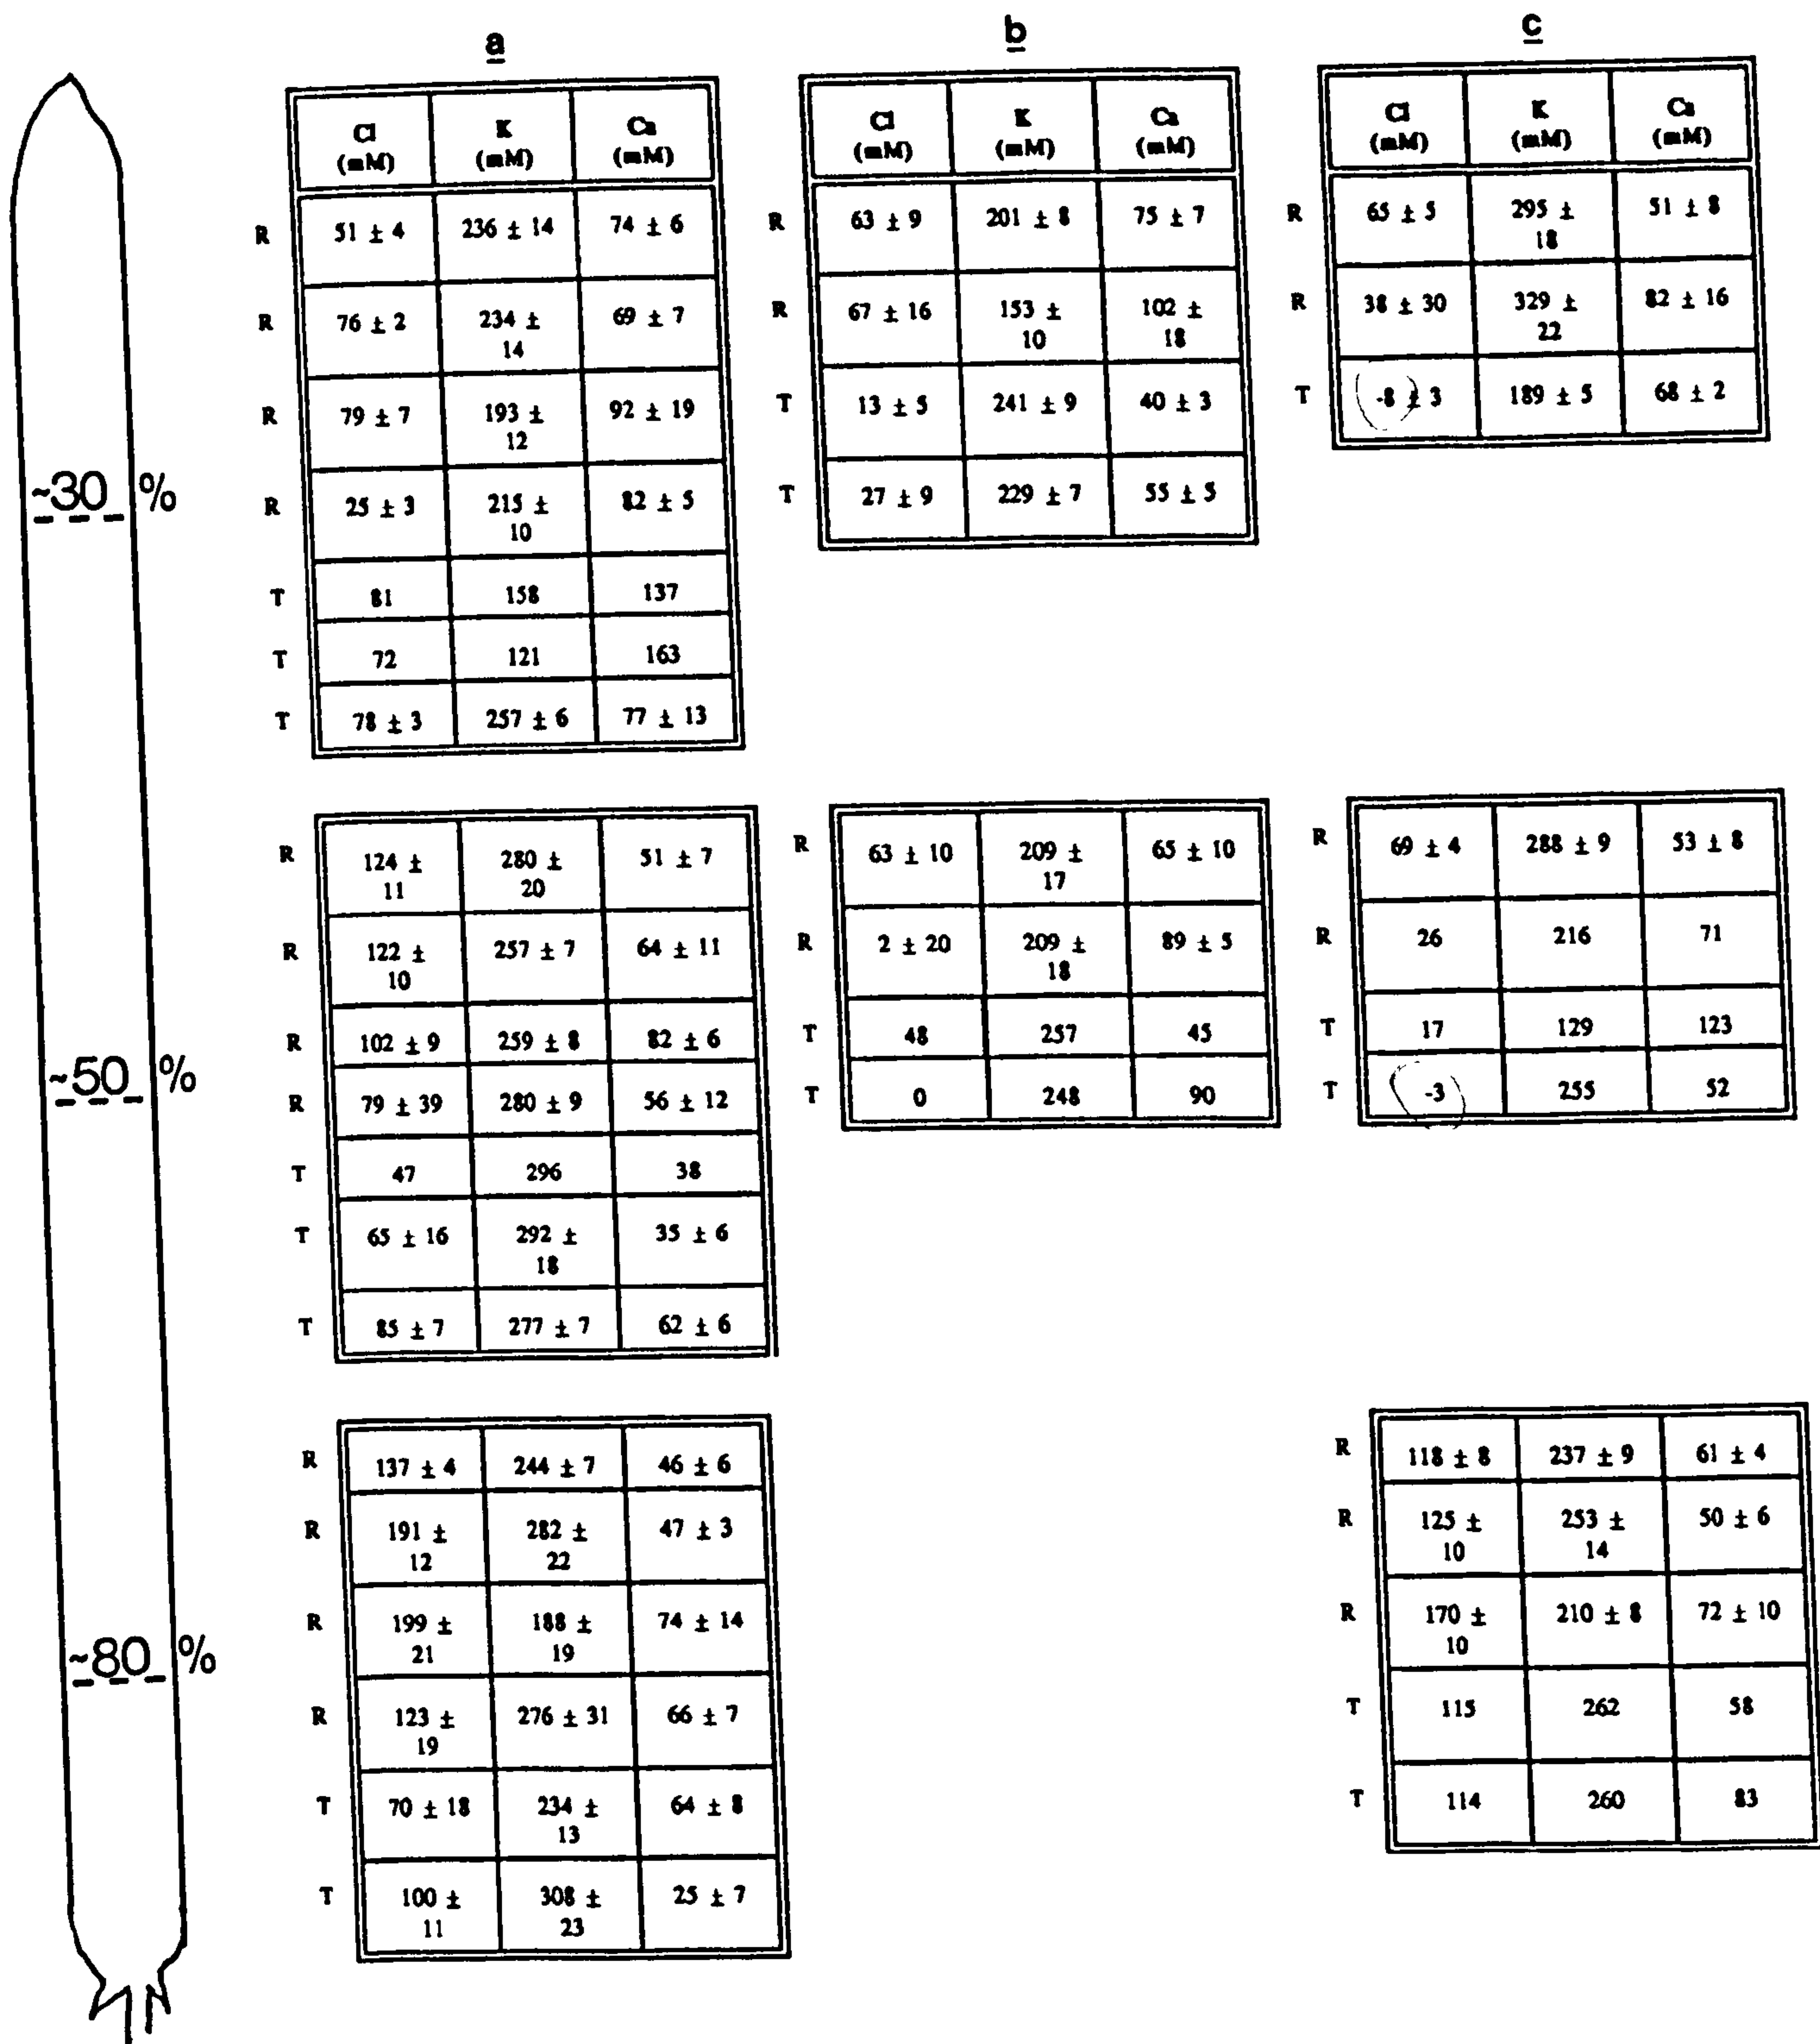 a
Cl (mM) K (mM) Ca (mM)
R 51 ± 4 236 ± 14 74 ± 6
R 76 ± 2 234 ± 14 69 ± 7
R 79 ± 7 193 ± 12 92 ± 19
R 25 ± 3 215 ± 10 82 ± 5
T 81 158 137
T 72 121 163
T 78 ± 3 257 ± 6 77 ± 13
b
Cl (mM) K (mM) Ca (mM)
R 63 ± 9 201 ± 8 75 ± 7
R 67 ± 16 153 ± 10 102 ± 18
T 13 ± 5 241 ± 9 40 ± 3
T 27 ± 9 229 ± 7 55 ± 5
c
Cl (mM) K (mM) Ca (mM)
R 65 ± 5 295 ± 18 51 ± 8
R 38 ± 30 329 ± 22 82 ± 16
T -8 ± 3 189 ± 5 68 ± 2
~30 %
R 124 ± 11 280 ± 20 51 ± 7
R 122 ± 10 257 ± 7 64 ± 11
R 102 ± 9 259 ± 8 82 ± 6
R 79 ± 39 280 ± 9 56 ± 12
T 47 296 38
T 65 ± 16 292 ± 18 35 ± 6
T 85 ± 7 277 ± 7 62 ± 6
R 63 ± 10 209 ± 17 65 ± 10
R 2 ± 20 209 ± 18 89 ± 5
T 48 257 45
T 0 248 90
R 69 ± 4 288 ± 9 53 ± 8
R 26 216 71
T 17 129 123
T -3 255 52
~50 %
R 137 ± 4 244 ± 7 46 ± 6
R 191 ± 12 282 ± 22 47 ± 3
R 199 ± 21 188 ± 19 74 ± 14
R 123 ± 19 276 ± 31 66 ± 7
T 70 ± 18 234 ± 13 64 ± 8
T 100 ± 11 308 ± 23 25 ± 7
R 118 ± 8 237 ± 9 61 ± 4
R 125 ± 10 253 ± 14 50 ± 6
R 170 ± 10 210 ± 8 72 ± 10
T 115 262 58
T 114 260 83
~80 %